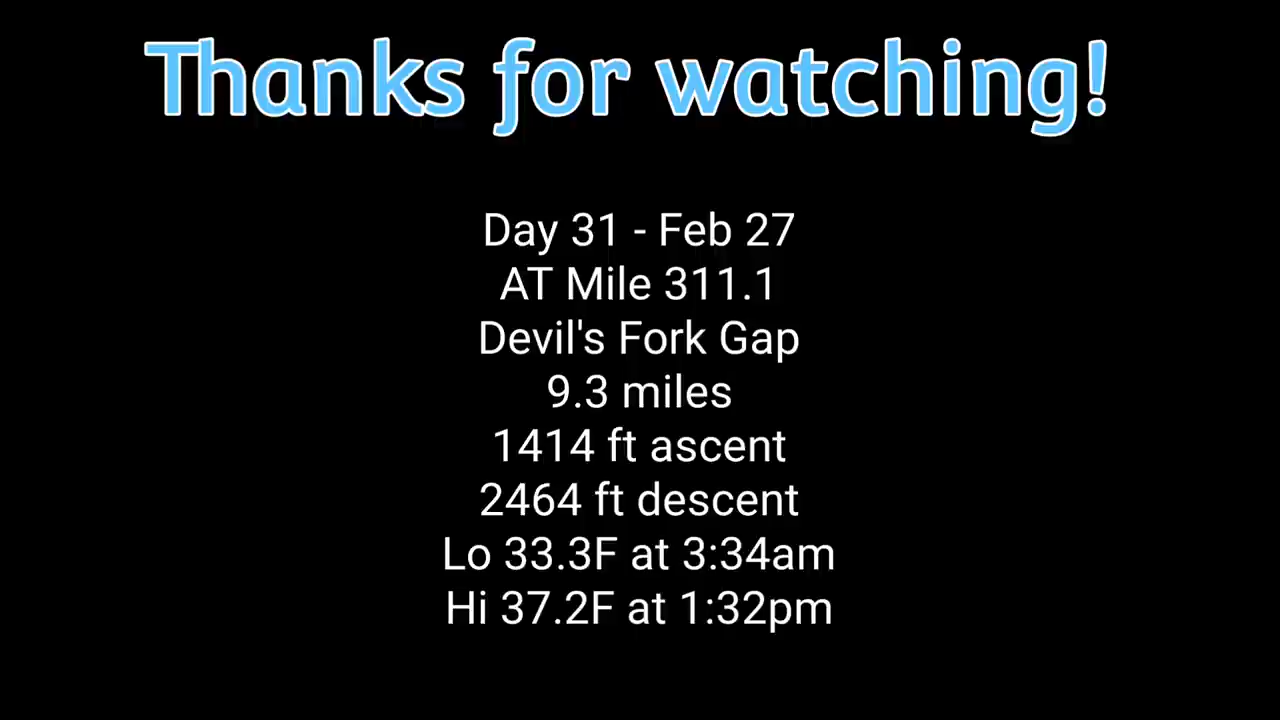 Thanks for watching!
Day 31 - Feb 27
AT Mile 311.1
Devil's Fork Gap
9.3 miles
1414 ft ascent
2464 ft descent
Lo 33.3F at 3:34am
Hi 37.2F at 1:32pm